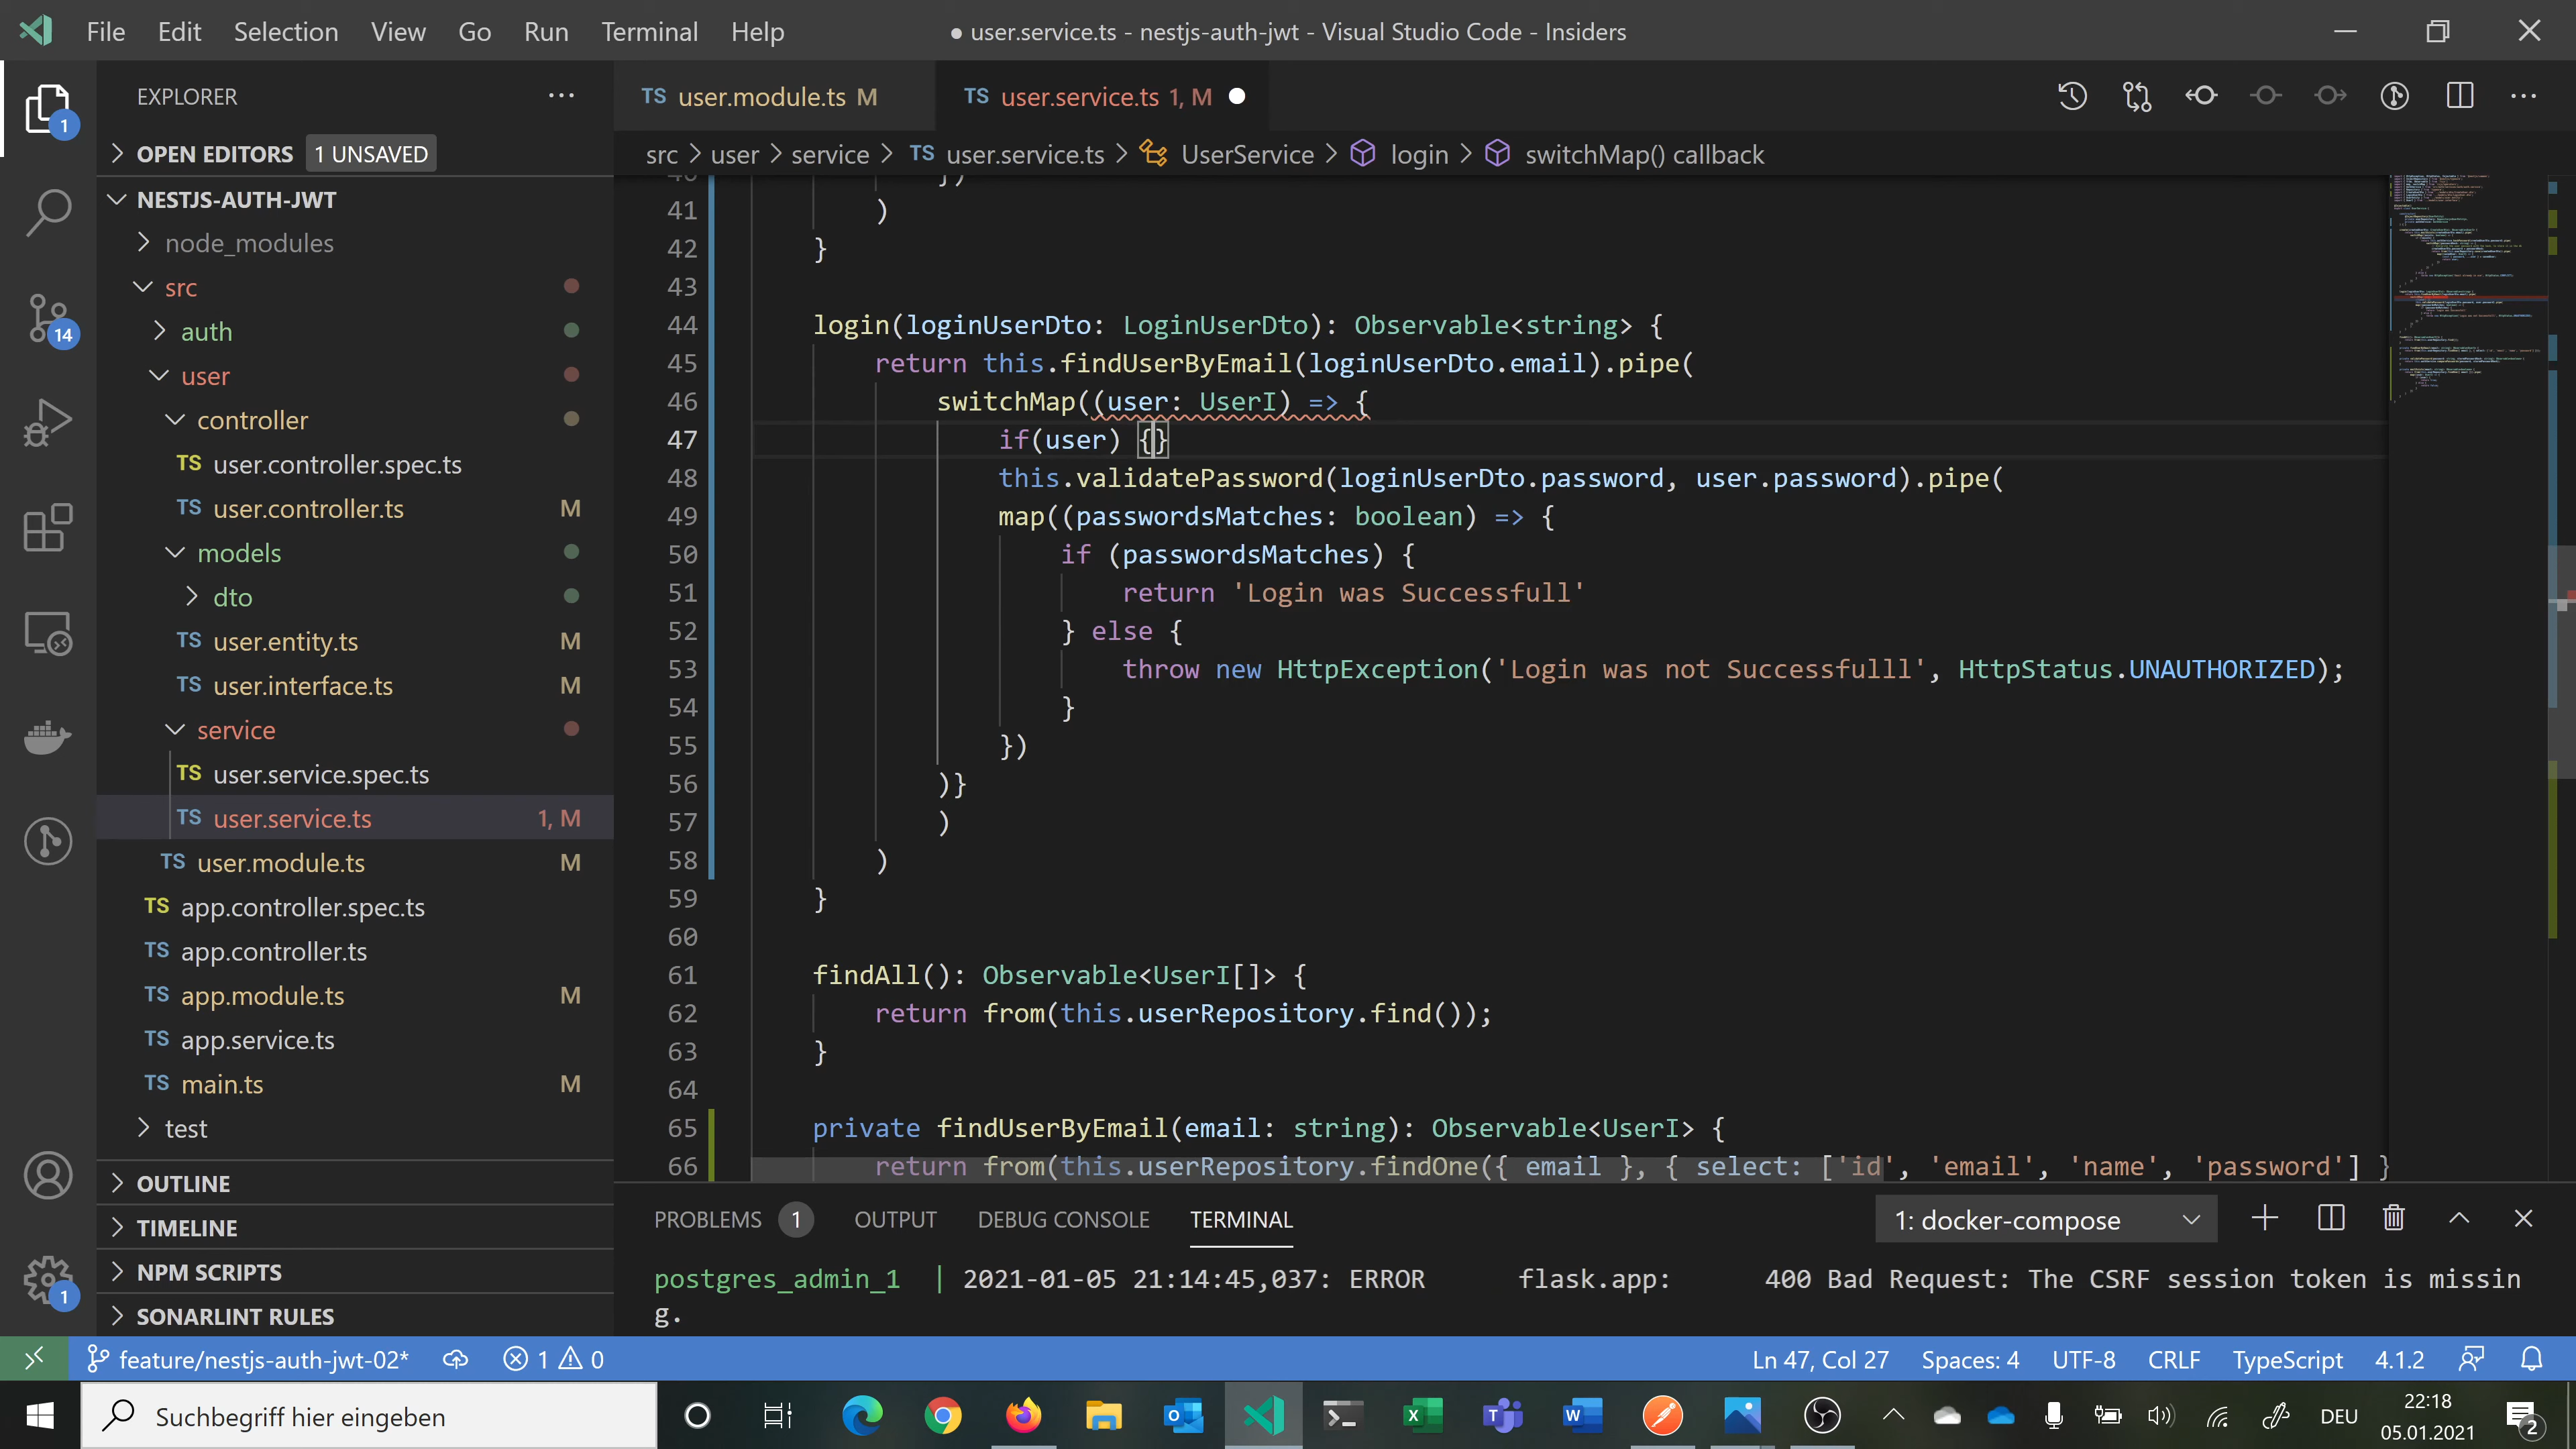 File Edit Selection View Go Run Terminal Help
● user.service.ts - nestjs-auth-jwt - Visual Studio Code - Insiders
EXPLORER
TS user.module.ts M
TS user.service.ts 1, M
OPEN EDITORS 1 UNSAVED
src > user > service > TS user.service.ts > UserService > login > switchMap() callback
NESTJS-AUTH-JWT
node_modules
src
auth
user
controller
TS user.controller.spec.ts
TS user.controller.ts M
models
dto
TS user.entity.ts M
TS user.interface.ts M
service
TS user.service.spec.ts
TS user.service.ts 1, M
TS user.module.ts M
TS app.controller.spec.ts
TS app.controller.ts
TS app.module.ts M
TS app.service.ts
TS main.ts M
test
OUTLINE
TIMELINE
NPM SCRIPTS
SONARLINT RULES
1
14
1
40 })
41 )
42 }
43
44 login(loginUserDto: LoginUserDto): Observable<string> {
45 return this.findUserByEmail(loginUserDto.email).pipe(
46 switchMap((user: UserI) => {
47 if(user) {}
48 this.validatePassword(loginUserDto.password, user.password).pipe(
49 map((passwordsMatches: boolean) => {
50 if (passwordsMatches) {
51 return 'Login was Successfull'
52 } else {
53 throw new HttpException('Login was not Successfulll', HttpStatus.UNAUTHORIZED);
54 }
55 })
56 )}
57 )
58 )
59 }
60
61 findAll(): Observable<UserI[]> {
62 return from(this.userRepository.find());
63 }
64
65 private findUserByEmail(email: string): Observable<UserI> {
66 return from(this.userRepository.findOne({ email }, { select: ['id', 'email', 'name', 'password'] }
PROBLEMS 1 OUTPUT DEBUG CONSOLE TERMINAL
1: docker-compose
postgres_admin_1 | 2021-01-05 21:14:45,037: ERROR flask.app: 400 Bad Request: The CSRF session token is missin
g.
feature/nestjs-auth-jwt-02* 1 0
Ln 47, Col 27 Spaces: 4 UTF-8 CRLF TypeScript 4.1.2
Suchbegriff hier eingeben
DEU
22:18
05.01.2021
2